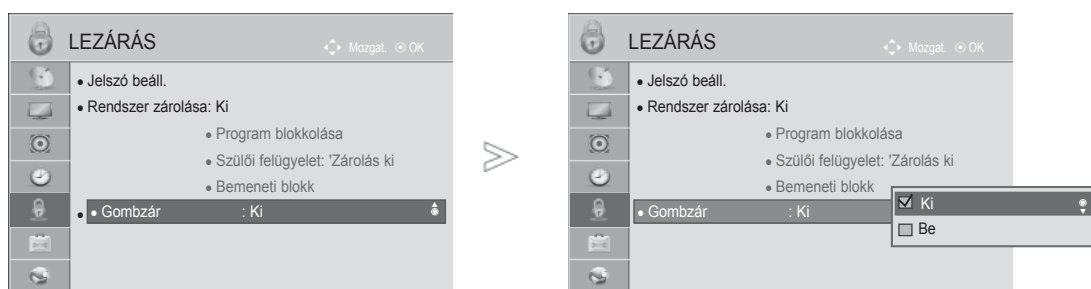 LEZÁRÁS
Mozgat. OK
• Jelszó beáll.
• Rendszer zárolása: Ki
• Program blokkolása
• Szülői felügyelet: 'Zárolás ki
• Bemeneti blokk
• • Gombzár : Ki
LEZÁRÁS
Mozgat. OK
• Jelszó beáll.
• Rendszer zárolása: Ki
• Program blokkolása
• Szülői felügyelet: 'Zárolás ki
• Bemeneti blokk
• Gombzár : Ki
Ki
Be